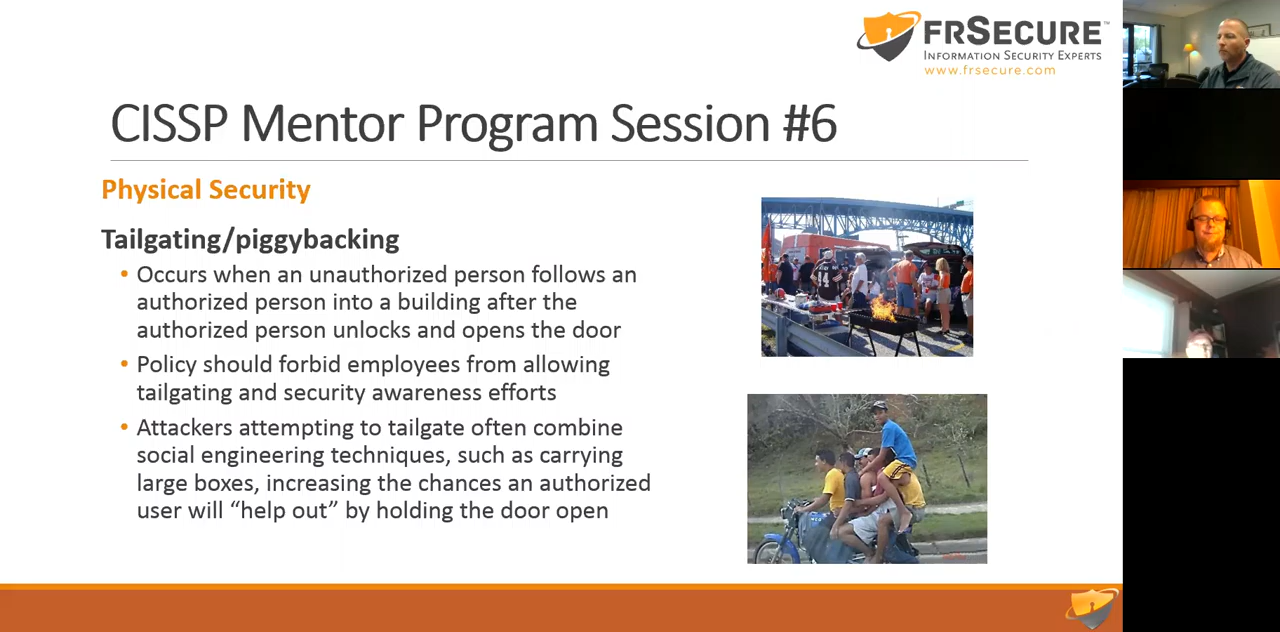 FRSECURE™
INFORMATION SECURITY EXPERTS
www.frsecure.com
CISSP Mentor Program Session #6
Physical Security
Tailgating/piggybacking
• Occurs when an unauthorized person follows an
authorized person into a building after the
authorized person unlocks and opens the door
• Policy should forbid employees from allowing
tailgating and security awareness efforts
• Attackers attempting to tailgate often combine
social engineering techniques, such as carrying
large boxes, increasing the chances an authorized
user will “help out” by holding the door open